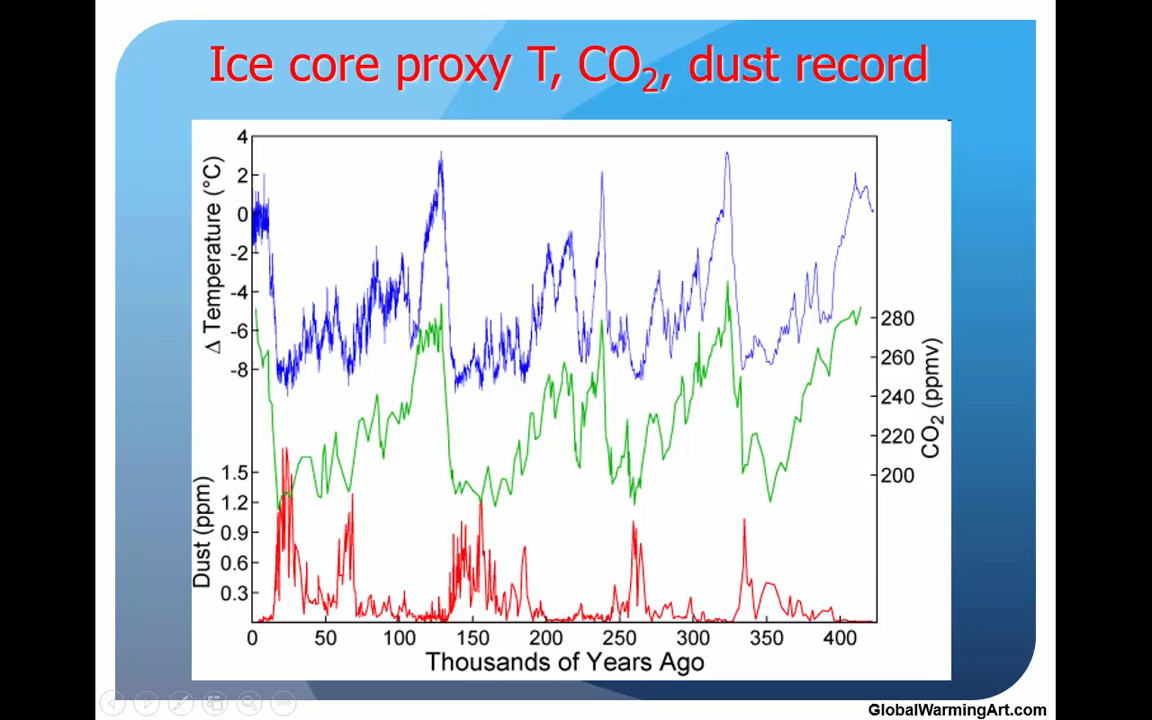 Ice core proxy T, CO₂, dust record
4
2
0
-2
-4
-6
-8
Δ Temperature (°C)
280
260
240
220
200
CO₂ (ppmv)
1.5
1.2
0.9
0.6
0.3
Dust (ppm)
0 50 100 150 200 250 300 350 400
Thousands of Years Ago
GlobalWarmingArt.com